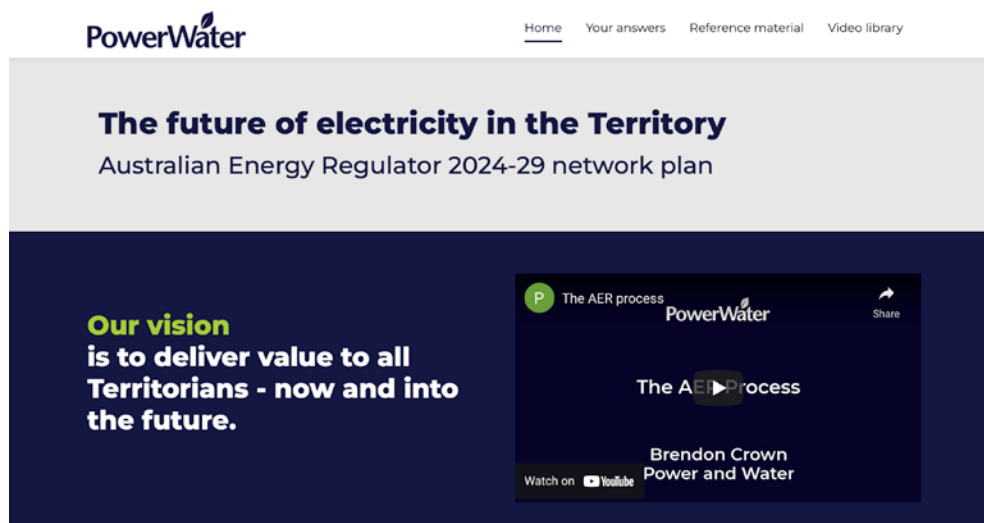 PowerWater
Home Your answers Reference material Video library
The future of electricity in the Territory
Australian Energy Regulator 2024-29 network plan
Our vision
is to deliver value to all
Territorians - now and into
the future.
P The AER process
PowerWater
Share
The AER Process
Brendon Crown
Power and Water
Watch on YouTube